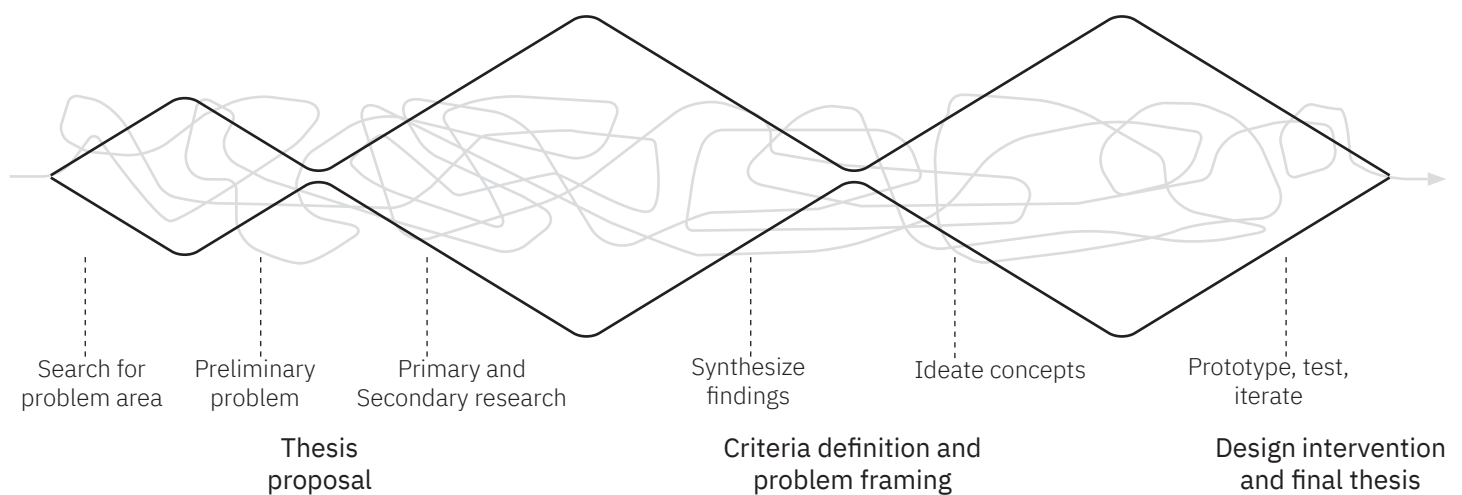 Search for
problem area
Preliminary
problem
Primary and
Secondary research
Synthesize
findings
Ideate concepts
Prototype, test,
iterate
Thesis
proposal
Criteria definition and
problem framing
Design intervention
and final thesis